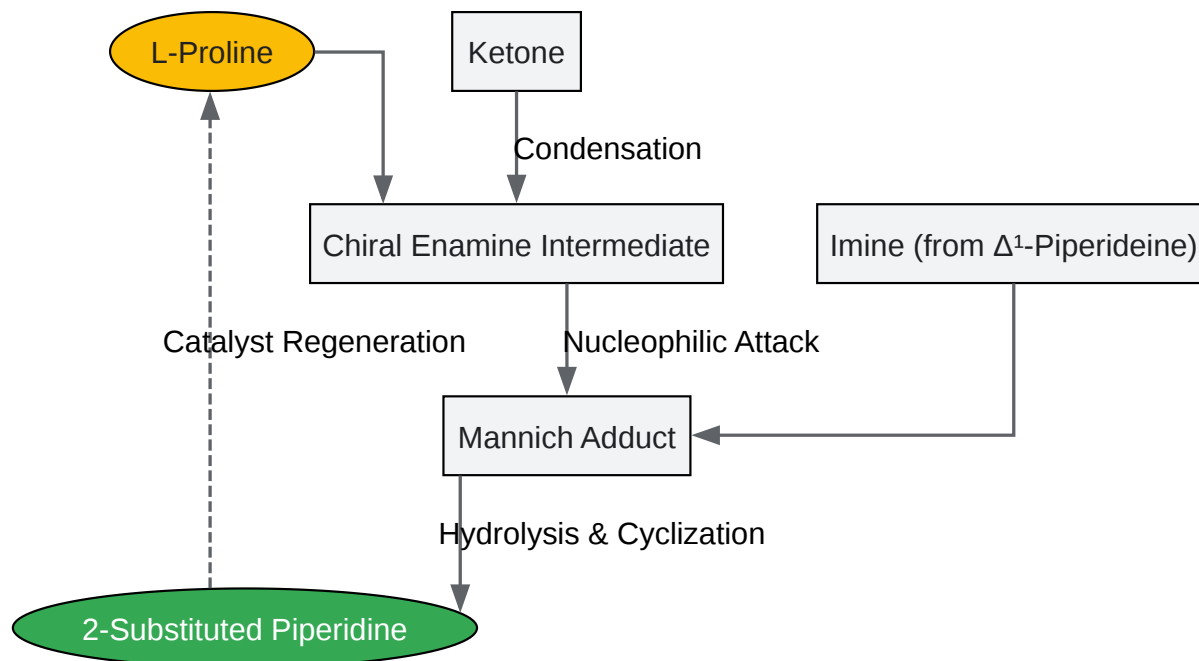 L-Proline
Ketone
Condensation
Chiral Enamine Intermediate
Imine (from Δ¹-Piperideine)
Catalyst Regeneration
Nucleophilic Attack
Mannich Adduct
Hydrolysis & Cyclization
2-Substituted Piperidine